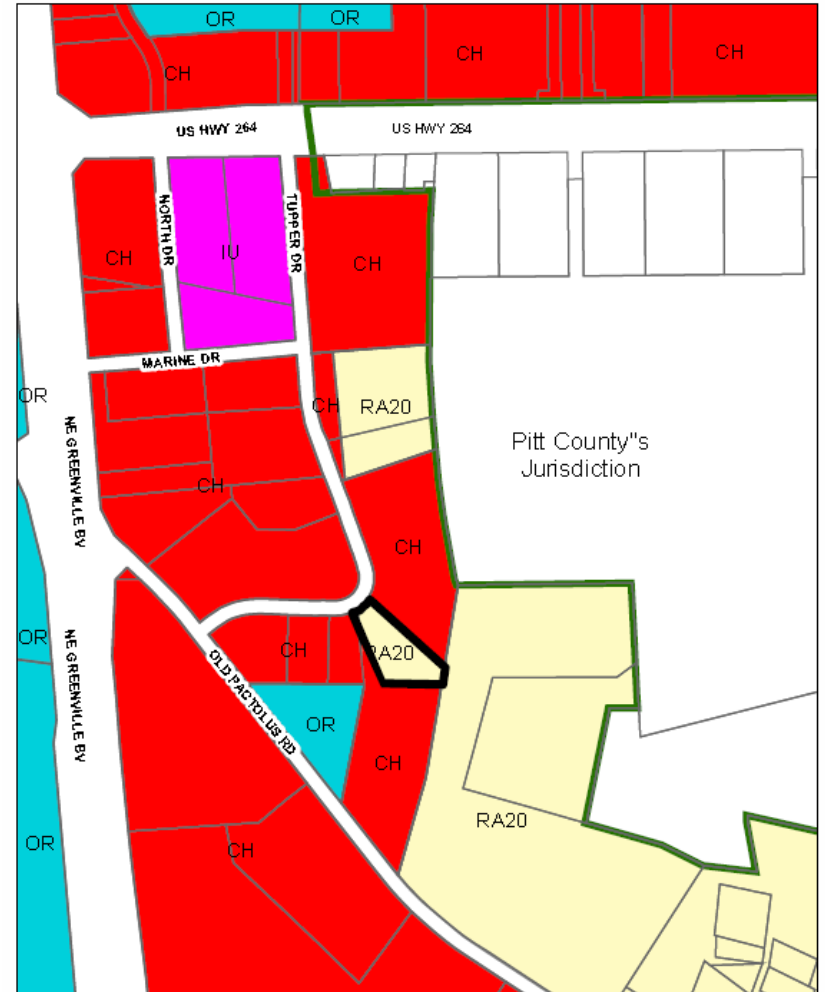 OR
OR
CH
CH
CH
US HWY 264
US HWY 264
NORTH DR
TUPPER DR
CH
IU
CH
MARINE DR
OR
CH
RA20
NE GREENVILLE BV
Pitt County"s
Jurisdiction
CH
CH
OR
NE GREENVILLE BV
CH
RA20
OLD PACTOLUS RD
OR
CH
RA20
OR
CH